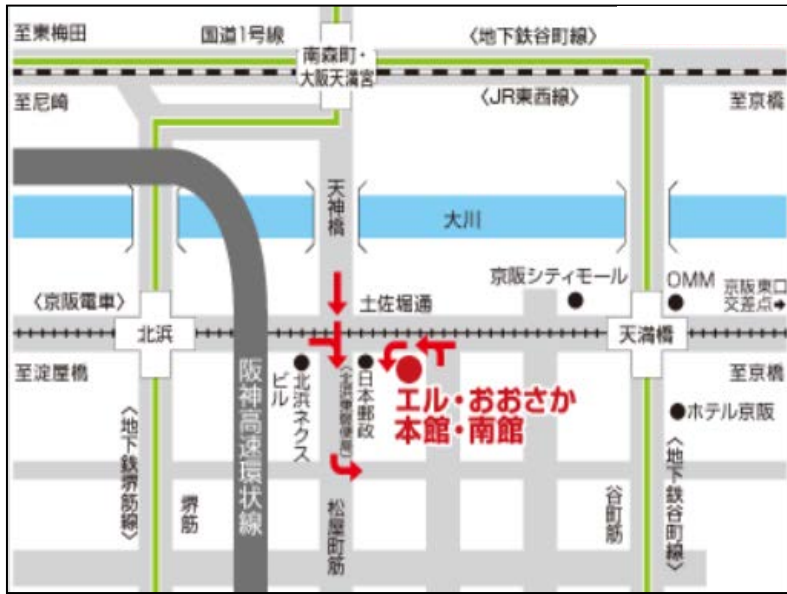 至東梅田
国道1号線
〈地下鉄谷町線〉
南森町・
大阪天満宮
至尼崎
〈JR東西線〉
至京橋
天神橋
大川
京阪シティモール
OMM
京阪東口
交差点➡
〈京阪電車〉
土佐堀通
北浜
天満橋
至淀屋橋
阪神高速環状線
北浜ネクス
ビル
〈北浜東郵便局〉
日本郵政
エル・おおさか
本館・南館
至京橋
ホテル京阪
〈地下鉄堺筋線〉
堺筋
松屋町筋
谷町筋
〈地下鉄谷町線〉